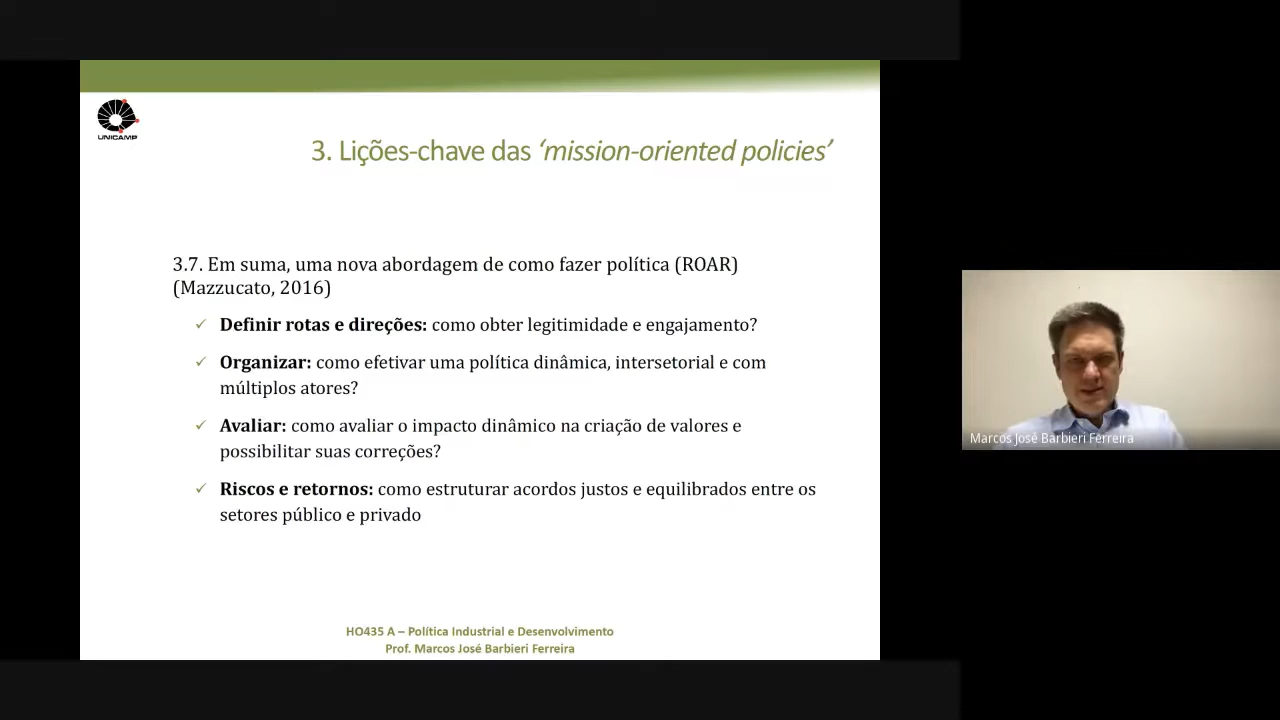 UNICAMP
3. Lições-chave das ‘mission-oriented policies’
3.7. Em suma, uma nova abordagem de como fazer política (ROAR)
(Mazzucato, 2016)
✓ Definir rotas e direções: como obter legitimidade e engajamento?
✓ Organizar: como efetivar uma política dinâmica, intersetorial e com
múltiplos atores?
✓ Avaliar: como avaliar o impacto dinâmico na criação de valores e
possibilitar suas correções?
✓ Riscos e retornos: como estruturar acordos justos e equilibrados entre os
setores público e privado
HO435 A – Política Industrial e Desenvolvimento
Prof. Marcos José Barbieri Ferreira
Marcos José Barbieri Ferreira